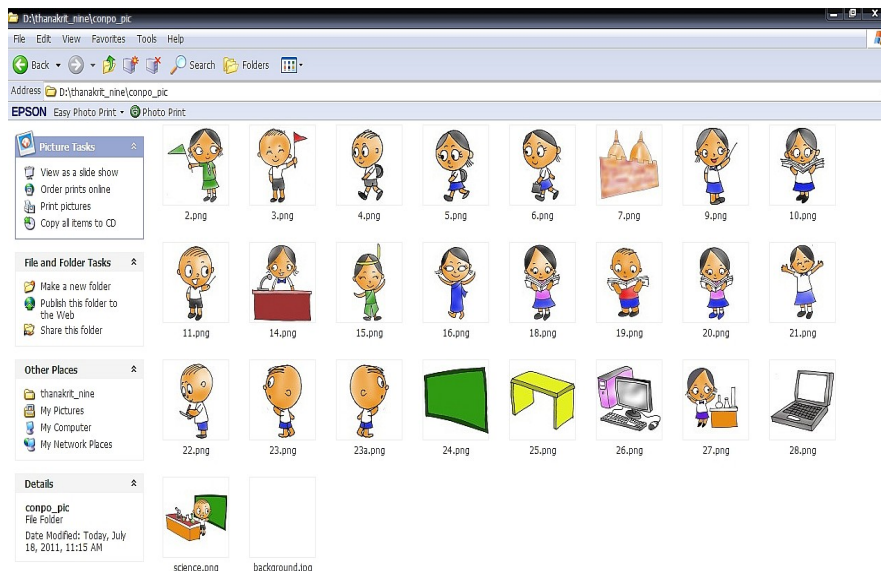 D:\thanakrit_nine\conpo_pic
File Edit View Favorites Tools Help
Back Search Folders
Address D:\thanakrit_nine\conpo_pic
EPSON Easy Photo Print Photo Print
Picture Tasks
View as a slide show
Order prints online
Print pictures
Copy all items to CD
File and Folder Tasks
Make a new folder
Publish this folder to
the Web
Share this folder
Other Places
thanakrit_nine
My Pictures
My Computer
My Network Places
Details
conpo_pic
File Folder
Date Modified: Today, July
18, 2011, 11:15 AM
2.png 3.png 4.png 5.png 6.png 7.png 9.png 10.png
11.png 14.png 15.png 16.png 18.png 19.png 20.png 21.png
22.png 23.png 23a.png 24.png 25.png 26.png 27.png 28.png
science.png background.jpg